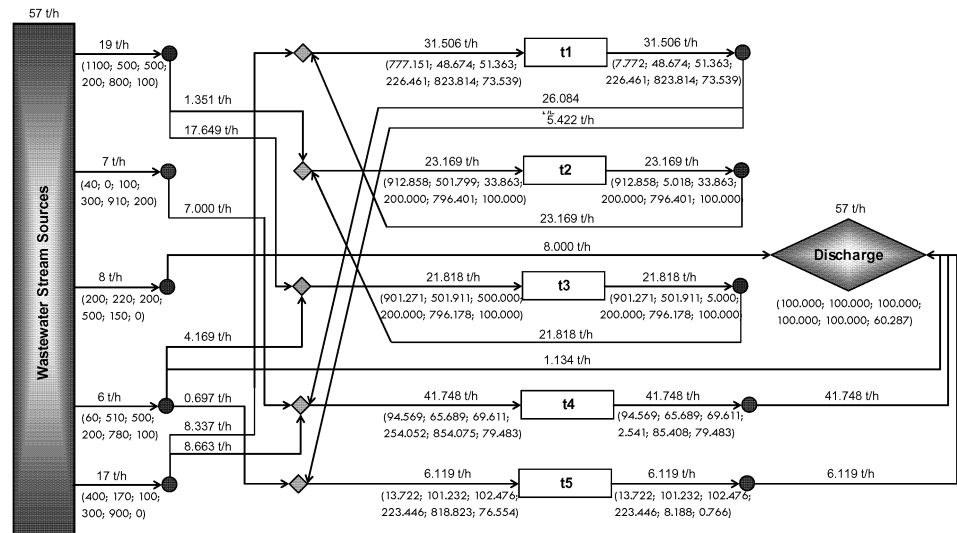 57 t/h
Wastewater Stream Sources
19 t/h
(1100; 500; 500;
200; 800; 100)
1.351 t/h
17.649 t/h
7 t/h
(40; 0; 100;
300; 910; 200)
7.000 t/h
8 t/h
(200; 220; 200;
500; 150; 0)
8.000 t/h
4.169 t/h
1.134 t/h
6 t/h
(60; 510; 500;
200; 780; 100)
0.697 t/h
8.337 t/h
8.663 t/h
17 t/h
(400; 170; 100;
300; 900; 0)
31.506 t/h
(777.151; 48.674; 51.363;
226.461; 823.814; 73.539)
t1
31.506 t/h
(7.772; 48.674; 51.363;
226.461; 823.814; 73.539)
26.084
t/h
5.422 t/h
23.169 t/h
(912.858; 501.799; 33.863;
200.000; 796.401; 100.000)
t2
23.169 t/h
(912.858; 5.018; 33.863;
200.000; 796.401; 100.000)
23.169 t/h
21.818 t/h
(901.271; 501.911; 500.000;
200.000; 796.178; 100.000)
t3
21.818 t/h
(901.271; 501.911; 5.000;
200.000; 796.178; 100.000)
21.818 t/h
41.748 t/h
(94.569; 65.689; 69.611;
254.052; 854.075; 79.483)
t4
41.748 t/h
(94.569; 65.689; 69.611;
2.541; 85.408; 79.483)
41.748 t/h
6.119 t/h
(13.722; 101.232; 102.476;
223.446; 818.823; 76.554)
t5
6.119 t/h
(13.722; 101.232; 102.476;
223.446; 8.188; 0.766)
6.119 t/h
57 t/h
Discharge
(100.000; 100.000; 100.000;
100.000; 100.000; 60.287)